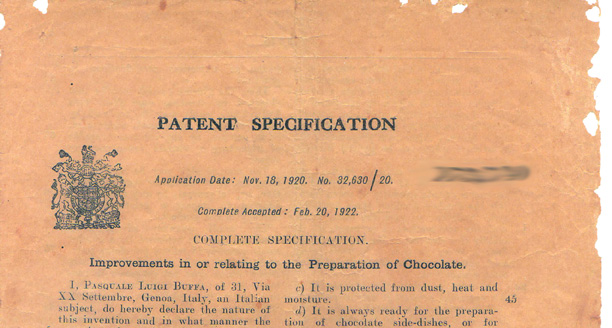 PATENT SPECIFICATION
Application Date: Nov. 18, 1920. No. 32,630/20.
Complete Accepted: Feb. 20, 1922.
COMPLETE SPECIFICATION.
Improvements in or relating to the Preparation of Chocolate.
I, PASQUALE LUIGI BUFFA, of 31, Via
XX Settembre, Genoa, Italy, an Italian
subject, do hereby declare the nature of
this invention and in what manner the
c) It is protected from dust, heat and
moisture. 45
d) It is always ready for the prepara-
tion of chocolate side-dishes, or for